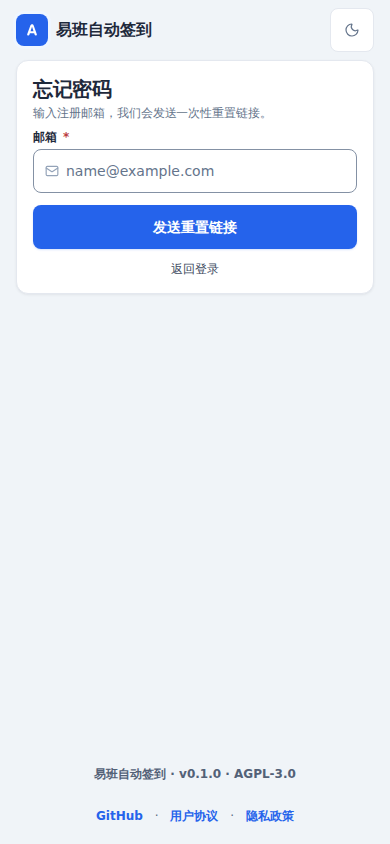 A 易班自动签到
忘记密码
输入注册邮箱，我们会发送一次性重置链接。
邮箱 *
name@example.com
发送重置链接
返回登录
易班自动签到 · v0.1.0 · AGPL-3.0
GitHub · 用户协议 · 隐私政策